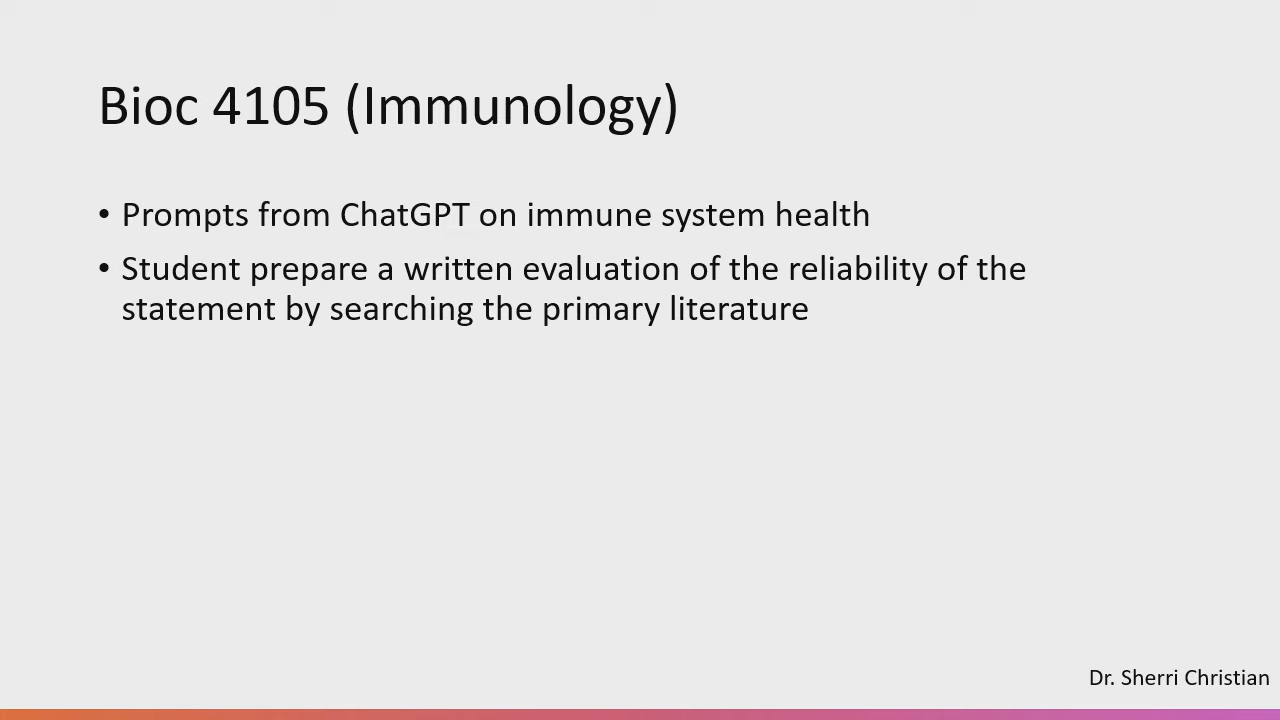 Bioc 4105 (Immunology)
• Prompts from ChatGPT on immune system health
• Student prepare a written evaluation of the reliability of the
statement by searching the primary literature
Dr. Sherri Christian